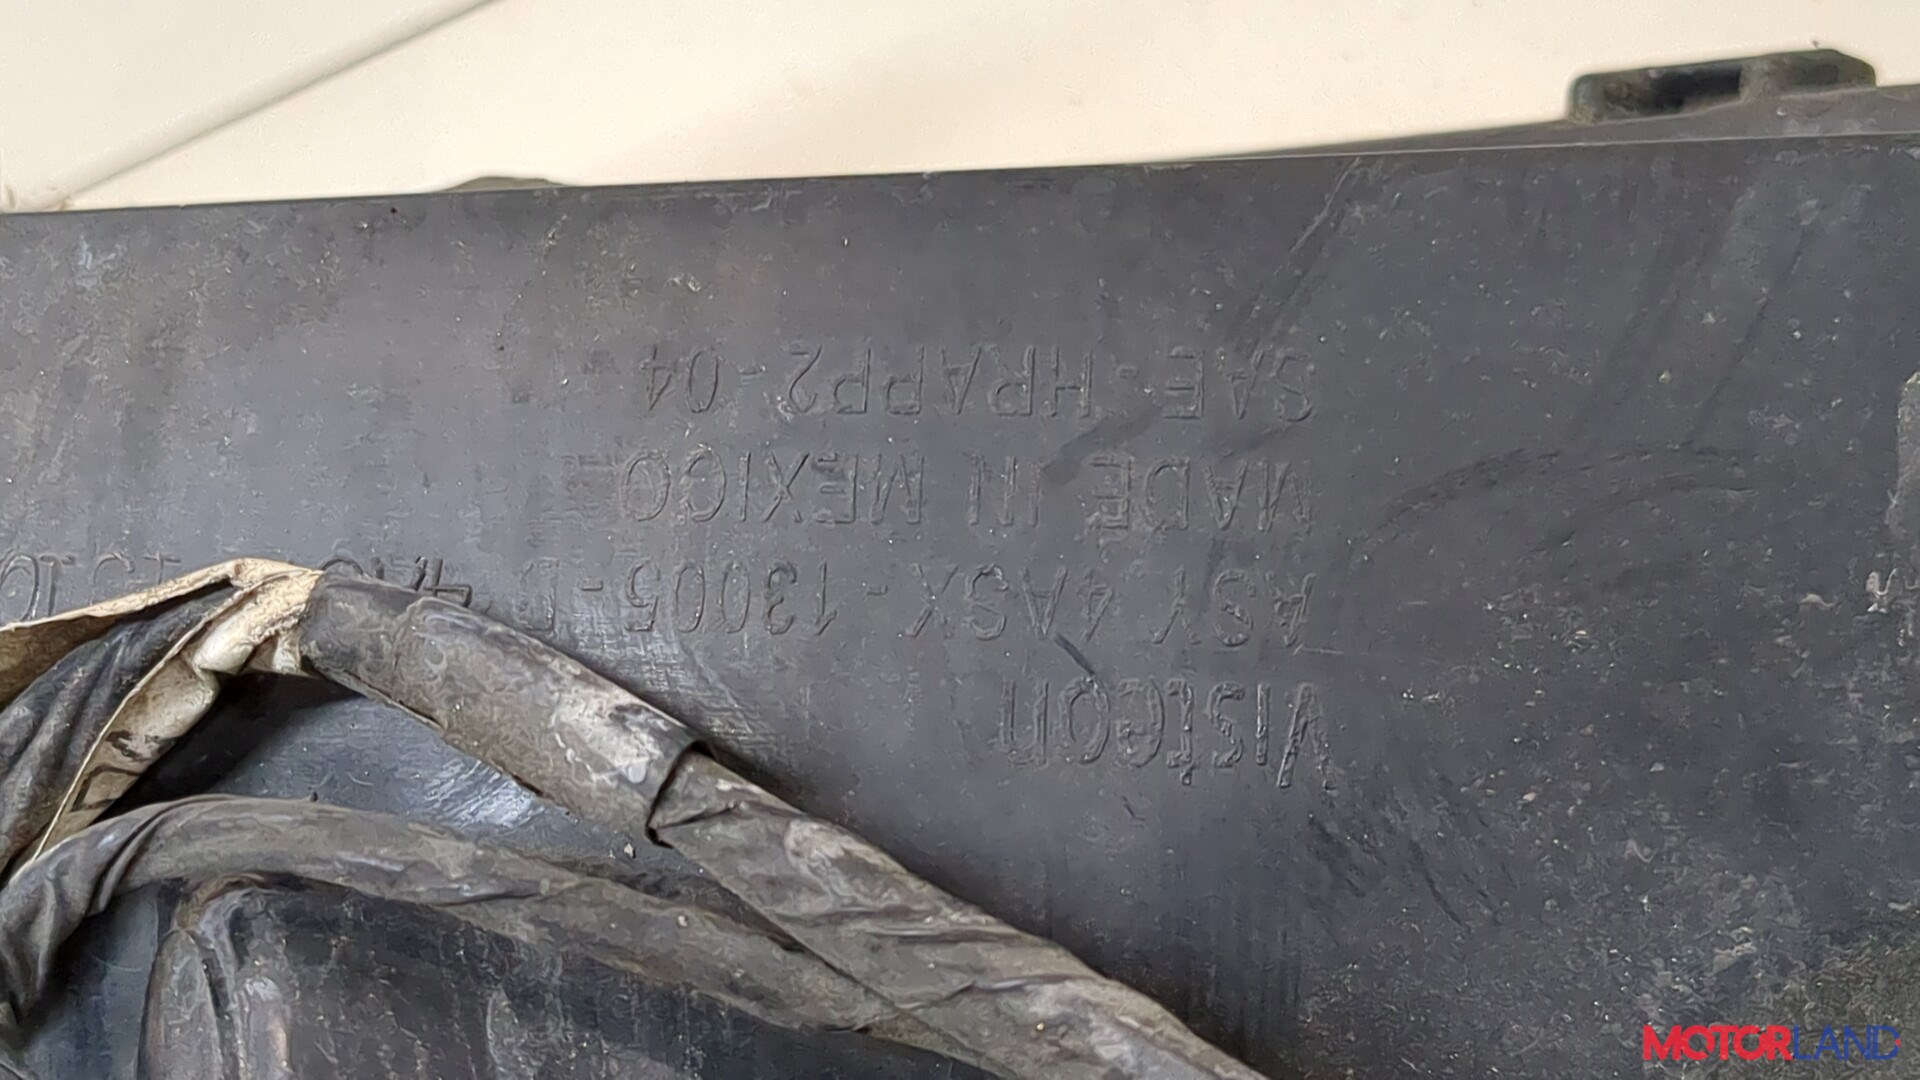 VISTEON
ASY 4ASX-13005-D
MADE IN MEXICO
SAE-HRAPP2-04
MOTORLAND